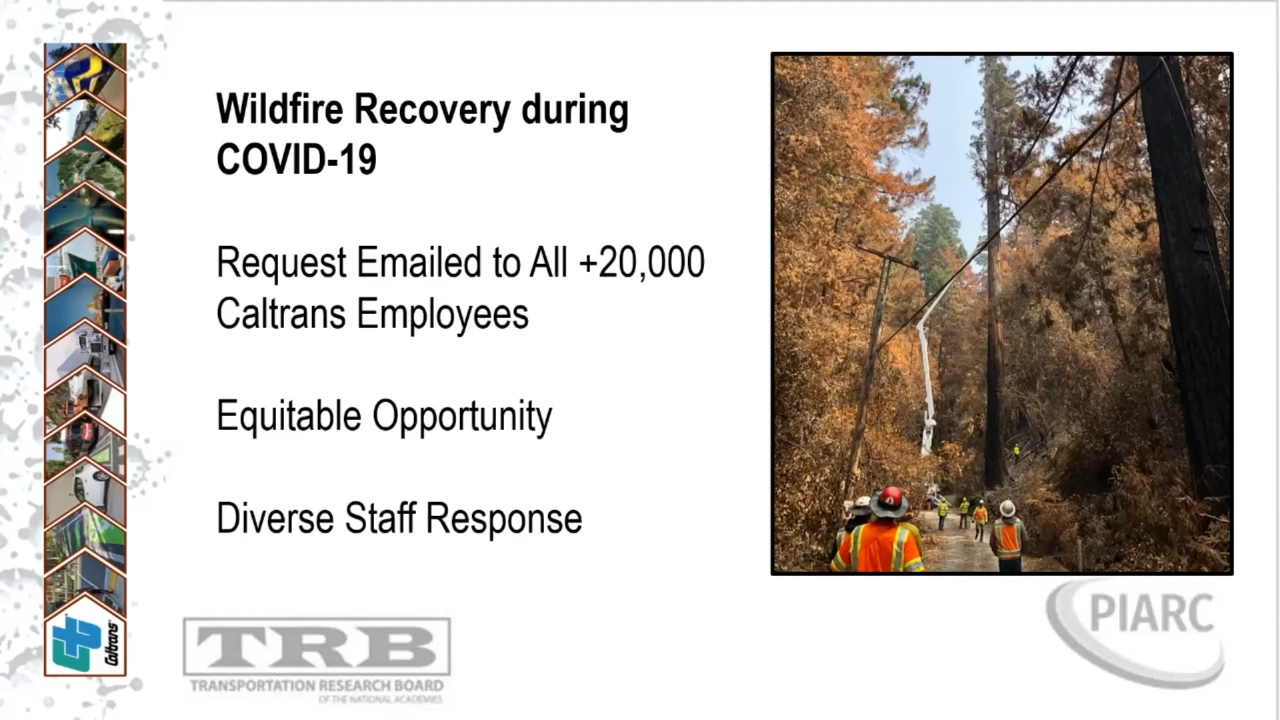 Wildfire Recovery during
COVID-19
Request Emailed to All +20,000
Caltrans Employees
Equitable Opportunity
Diverse Staff Response
Caltrans
TRB
TRANSPORTATION RESEARCH BOARD
OF THE NATIONAL ACADEMIES
PIARC